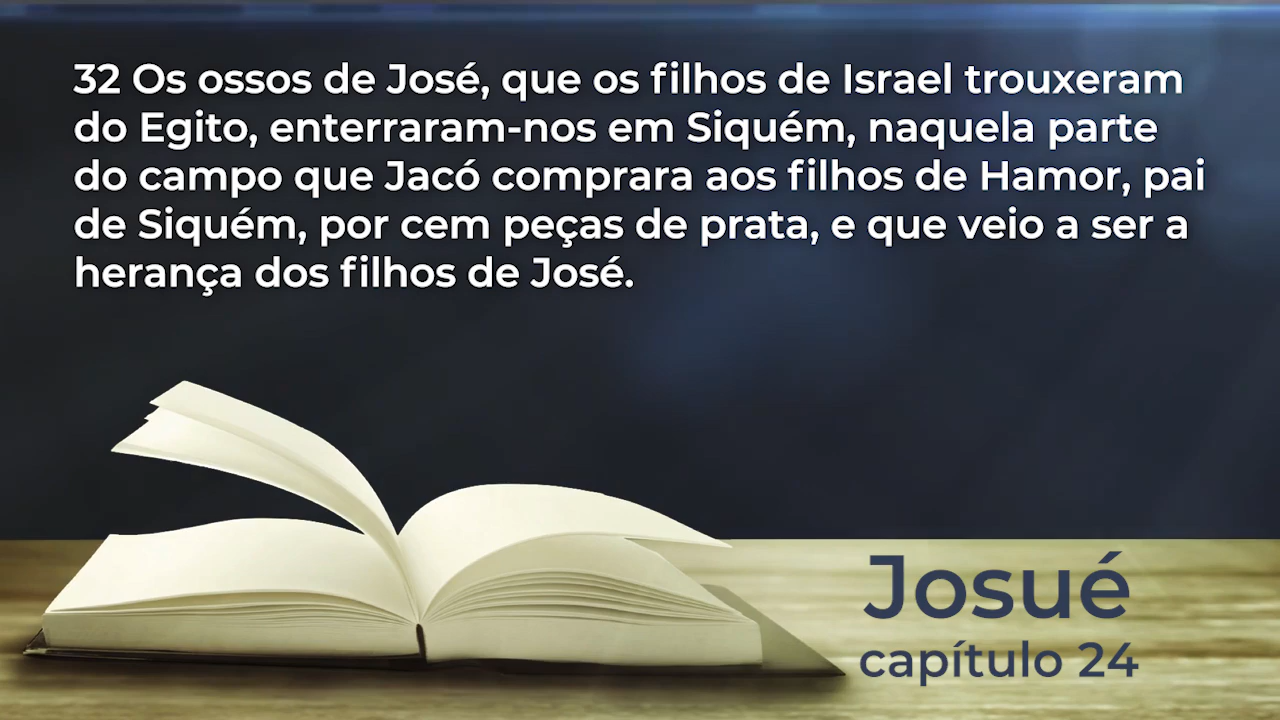 32 Os ossos de José, que os filhos de Israel trouxeram
do Egito, enterraram-nos em Siquém, naquela parte
do campo que Jacó comprara aos filhos de Hamor, pai
de Siquém, por cem peças de prata, e que veio a ser a
herança dos filhos de José.
Josué
capítulo 24